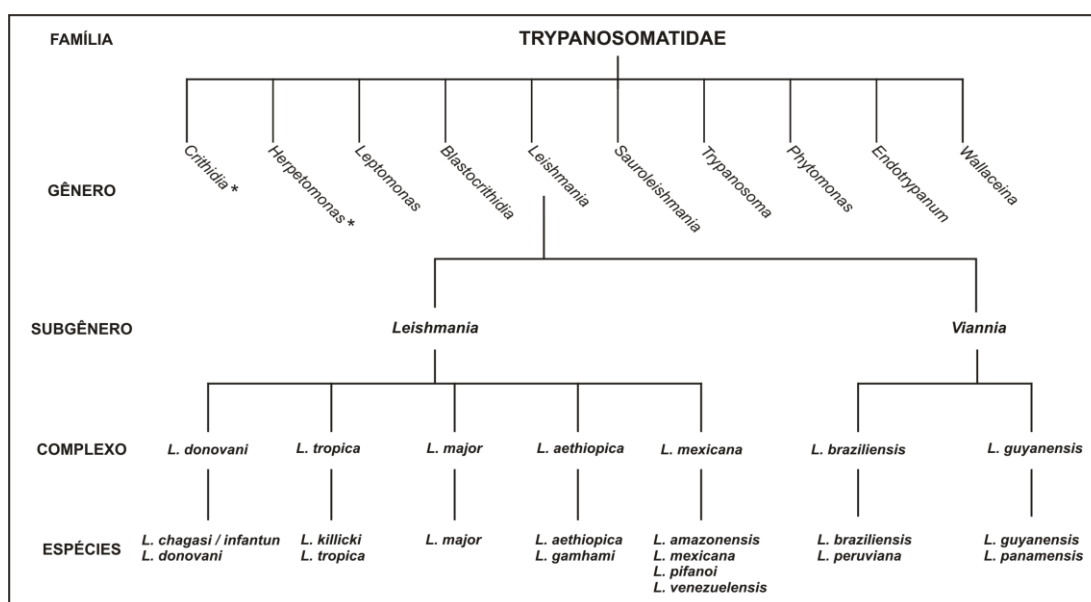 FAMÍLIA
TRYPANOSOMATIDAE
GÊNERO
Crithidia *
Herpetomonas *
Leptomonas
Blastocrithidia
Leishmania
Sauroleishmania
Trypanosoma
Phytomonas
Endotrypanum
Wallaceina
SUBGÊNERO
Leishmania
Viannia
COMPLEXO
L. donovani
L. tropica
L. major
L. aethiopica
L. mexicana
L. braziliensis
L. guyanensis
ESPÉCIES
L. chagasi / infantun
L. donovani
L. killicki
L. tropica
L. major
L. aethiopica
L. gamhami
L. amazonensis
L. mexicana
L. pifanoi
L. venezuelensis
L. braziliensis
L. peruviana
L. guyanensis
L. panamensis